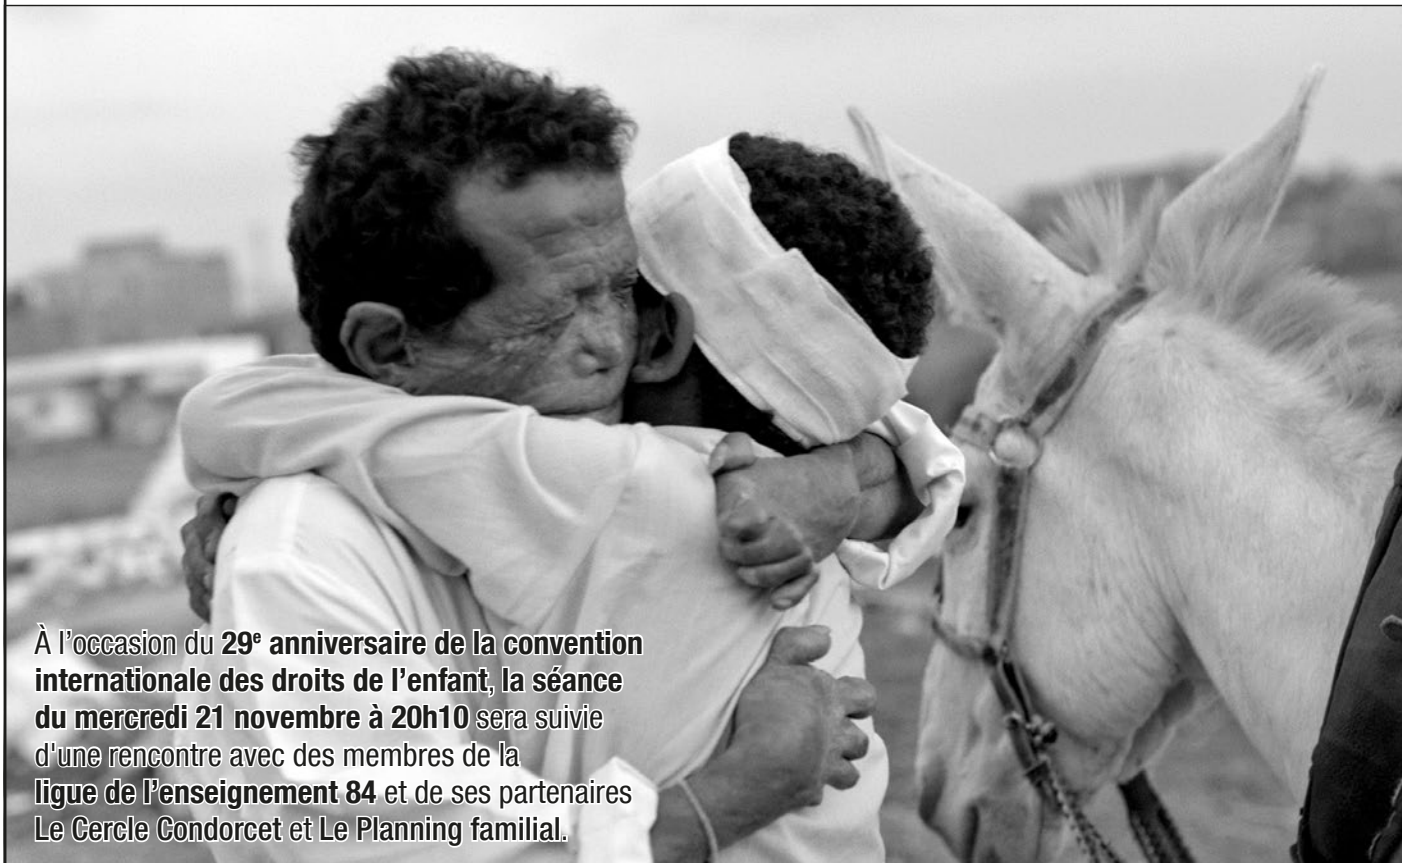 À l’occasion du 29e anniversaire de la convention
internationale des droits de l’enfant, la séance
du mercredi 21 novembre à 20h10 sera suivie
d'une rencontre avec des membres de la
ligue de l’enseignement 84 et de ses partenaires
Le Cercle Condorcet et Le Planning familial.